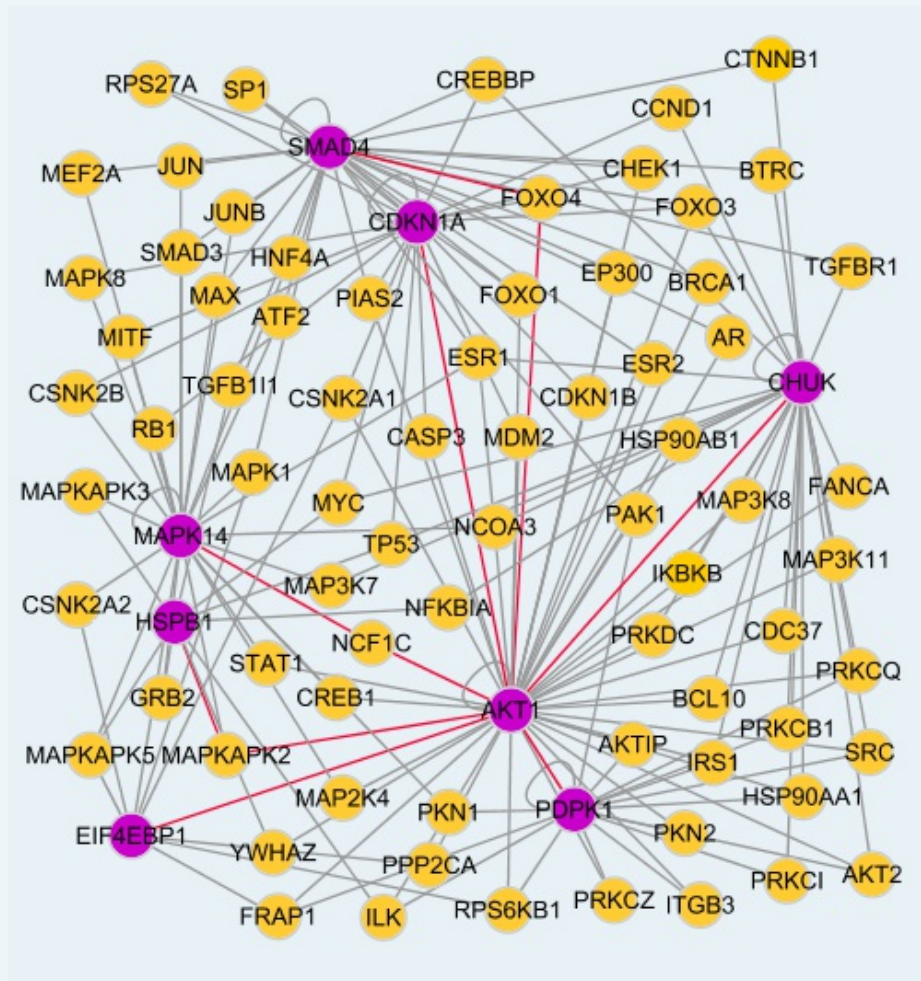 CTNNB1
RPS27A
SP1
CREBBP
CCND1
SMAD4
MEF2A
JUN
CHEK1
BTRC
FOXO4
JUNB
CDKN1A
FOXO3
SMAD3
HNF4A
MAPK8
EP300
BRCA1
TGFBR1
MAX
PIAS2
FOXO1
ATF2
MITF
AR
ESR1
ESR2
CSNK2B
TGFB1I1
CSNK2A1
CDKN1B
CHUK
RB1
CASP3
MDM2
HSP90AB1
MAPK1
MAPKAPK3
MYC
MAP3K8
FANCA
PAK1
MAPK14
TP53
NCOA3
MAP3K11
IKBKB
MAP3K7
CSNK2A2
NFKBIA
HSPB1
PRKDC
CDC37
NCF1C
STAT1
PRKCQ
GRB2
CREB1
AKT1
BCL10
PRKCB1
AKTIP
MAPKAPK5
MAPKAPK2
IRS1
SRC
MAP2K4
HSP90AA1
PKN1
PDPK1
EIF4EBP1
PKN2
YWHAZ
PPP2CA
PRKCI
AKT2
FRAP1
ILK
RPS6KB1
PRKCZ
ITGB3